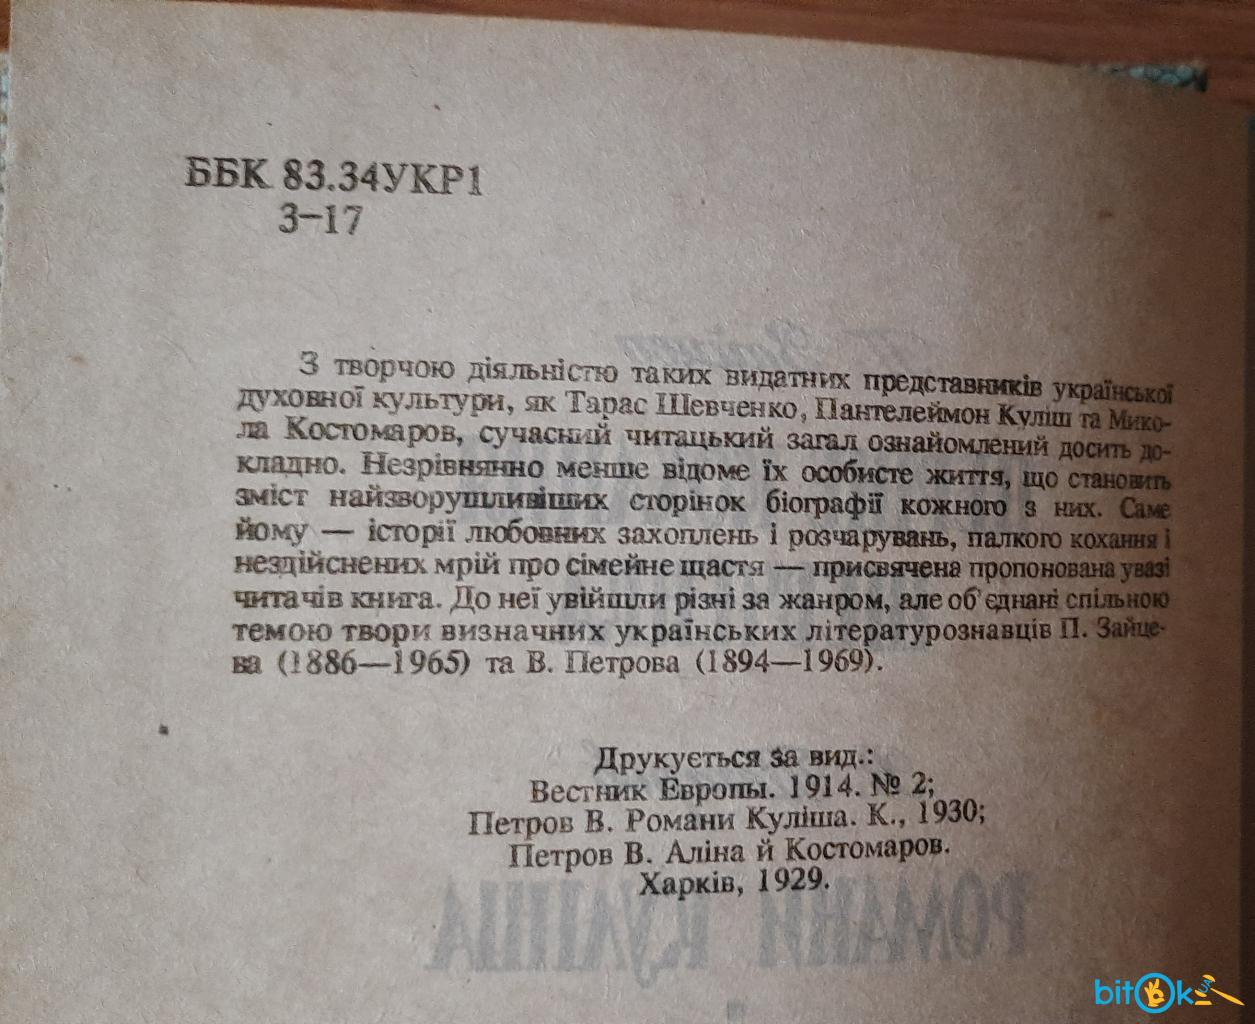 ББК 83.34УКР1
З—17
З творчою діяльністю таких видатних представників української
духовної культури, як Тарас Шевченко, Пантелеймон Куліш та Мико-
ла Костомаров, сучасний читацький загал ознайомлений досить до-
кладно. Незрівнянно менше відоме їх особисте життя, що становить
зміст найзворушливіших сторінок біографії кожного з них. Саме
йому — історії любовних захоплень і розчарувань, палкого кохання і
нездійснених мрій про сімейне щастя — присвячена пропонована увазі
читачів книга. До неї увійшли різні за жанром, але об'єднані спільною
темою твори визначних українських літературознавців П. Зайце-
ва (1886—1965) та В. Петрова (1894—1969).
Друкується за вид.:
Вестник Европы. 1914. № 2;
Петров В. Романи Куліша. К., 1930;
Петров В. Аліна й Костомаров.
Харків, 1929.
РОМАНИ КУЛІША
bitOk UA